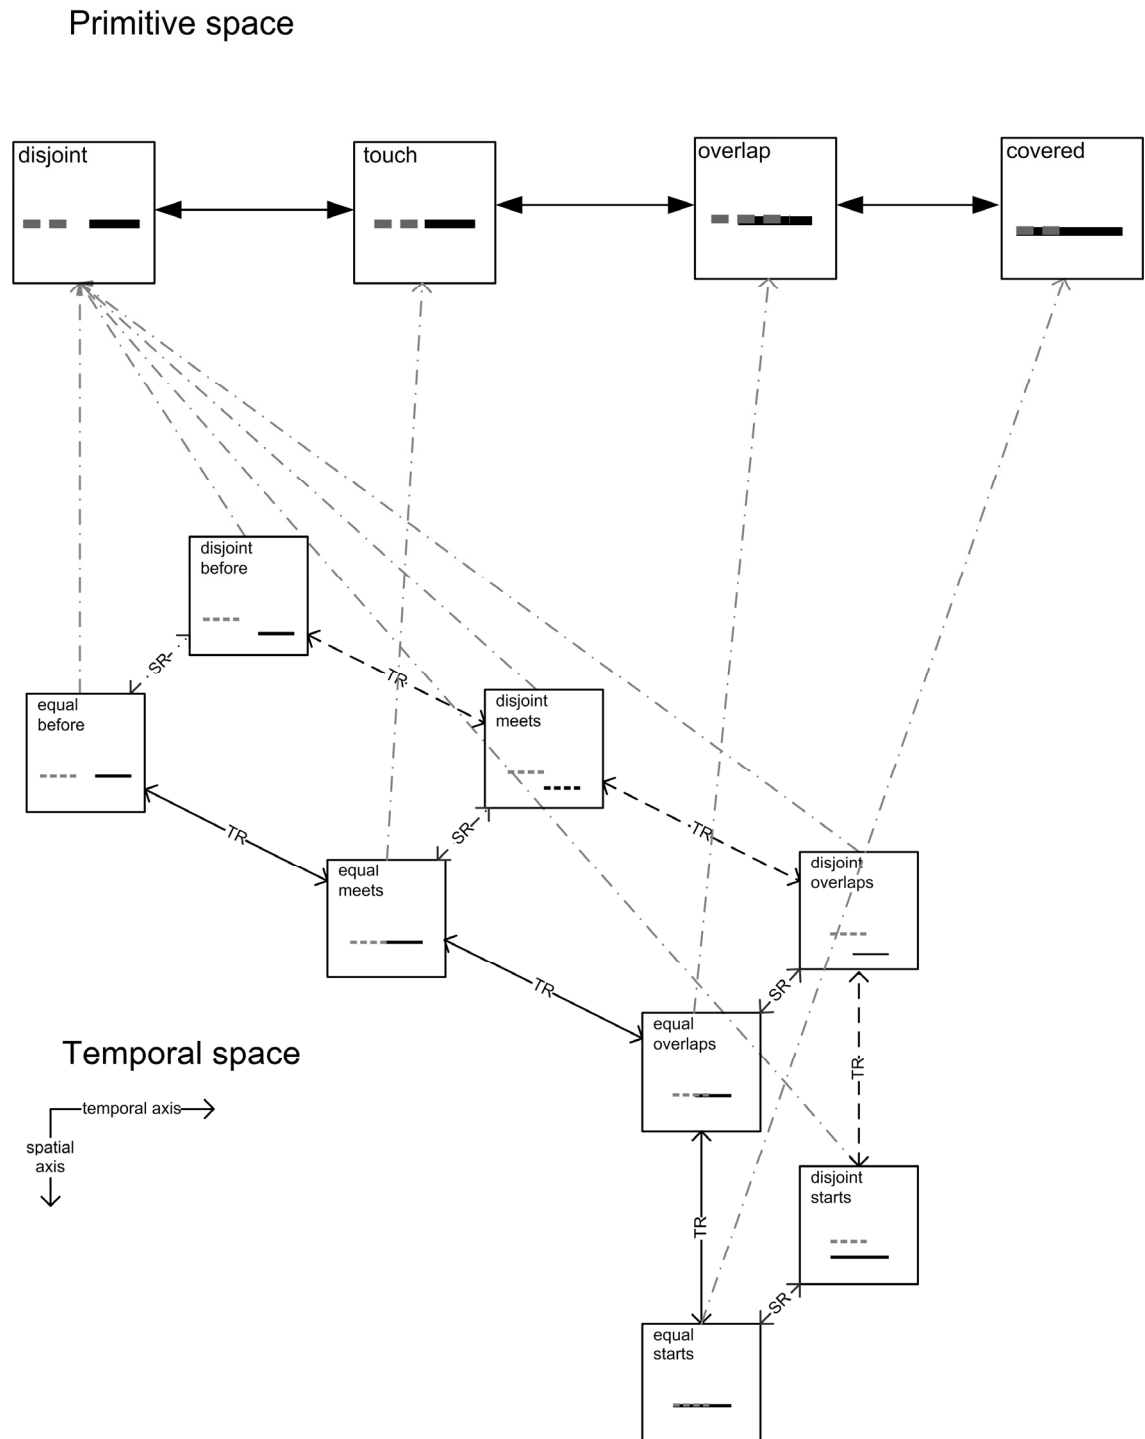 Primitive space
disjoint
touch
overlap
covered
disjoint
before
SR
TR
equal
before
disjoint
meets
TR
SR
TR
equal
meets
disjoint
overlaps
TR
SR
equal
overlaps
Temporal space
temporal axis
spatial
axis
TR
disjoint
starts
TR
SR
equal
starts